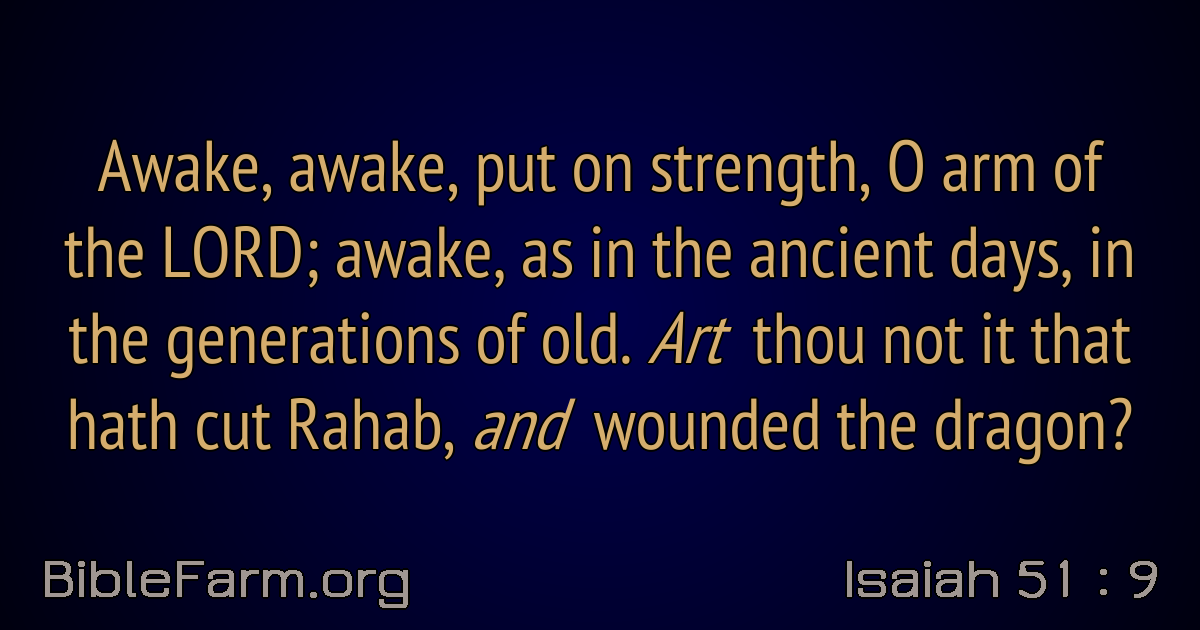 Awake, awake, put on strength, O arm of
the LORD; awake, as in the ancient days, in
the generations of old. Art thou not it that
hath cut Rahab, and wounded the dragon?
BibleFarm.org
Isaiah 51 : 9